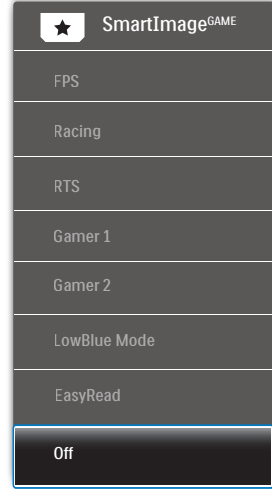 SmartImageGAME
FPS
Racing
RTS
Gamer 1
Gamer 2
LowBlue Mode
EasyRead
Off